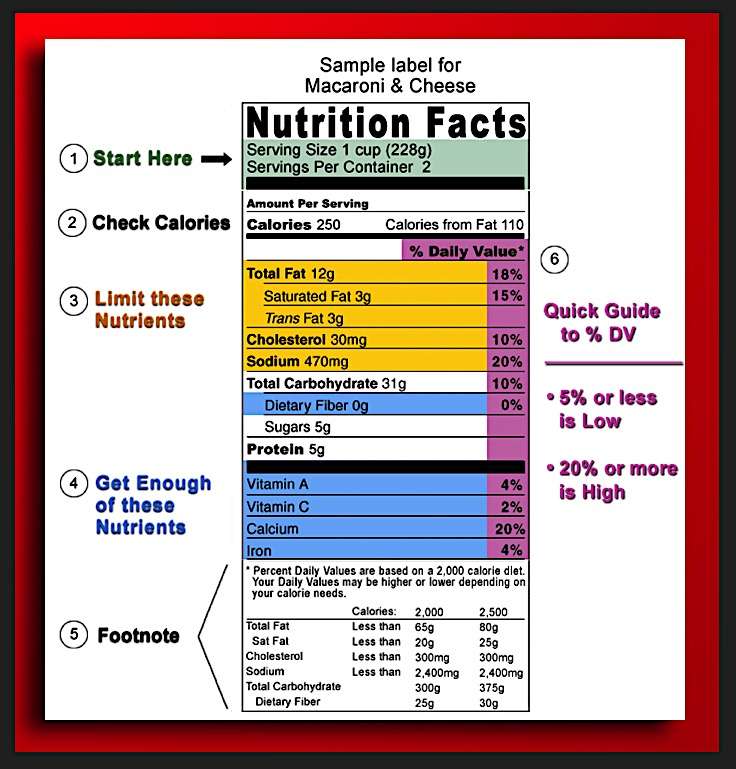 Sample label for
Macaroni & Cheese
Nutrition Facts
1 Start Here
Serving Size 1 cup (228g)
Servings Per Container 2
Amount Per Serving
2 Check Calories
Calories 250 Calories from Fat 110
% Daily Value*
3 Limit these
Nutrients
Total Fat 12g 18%
Saturated Fat 3g 15%
Trans Fat 3g
Cholesterol 30mg 10%
Sodium 470mg 20%
Total Carbohydrate 31g 10%
Dietary Fiber 0g 0%
Sugars 5g
Protein 5g
4 Get Enough
of these
Nutrients
Vitamin A 4%
Vitamin C 2%
Calcium 20%
Iron 4%
5 Footnote
* Percent Daily Values are based on a 2,000 calorie diet.
Your Daily Values may be higher or lower depending on
your calorie needs.
Calories: 2,000 2,500
Total Fat Less than 65g 80g
Sat Fat Less than 20g 25g
Cholesterol Less than 300mg 300mg
Sodium Less than 2,400mg 2,400mg
Total Carbohydrate 300g 375g
Dietary Fiber 25g 30g
6
Quick Guide
to % DV
• 5% or less
is Low
• 20% or more
is High